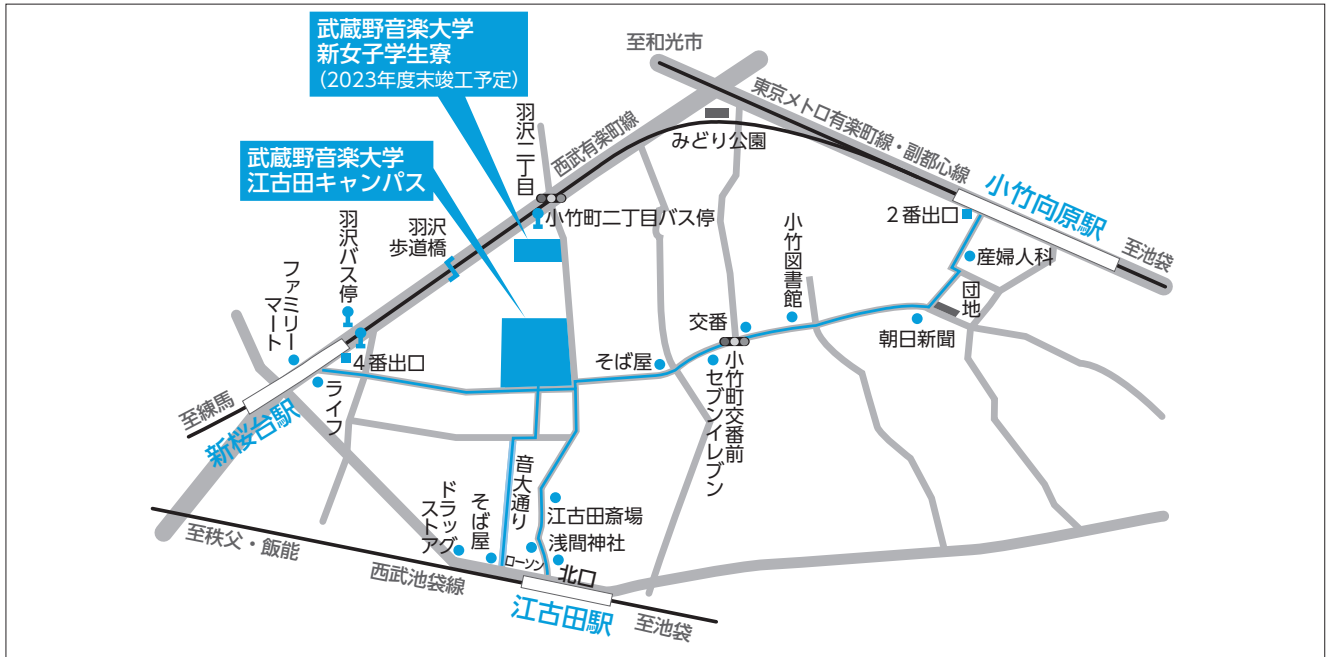 武蔵野音楽大学
新女子学生寮
（2023年度末竣工予定）
武蔵野音楽大学
江古田キャンパス
至和光市
東京メトロ有楽町線・副都心線
西武有楽町線
みどり公園
羽沢二丁目
小竹町二丁目バス停
羽沢
歩道橋
羽沢バス停
ファミリー
マート
4番出口
ライフ
至練馬
新桜台駅
小竹向原駅
2番出口
至池袋
産婦人科
団地
朝日新聞
小竹図書館
交番
小竹町交番前
セブンイレブン
そば屋
音大通り
江古田斎場
浅間神社
ローソン
北口
そば屋
ドラッグ
ストア
至秩父・飯能
西武池袋線
江古田駅
至池袋